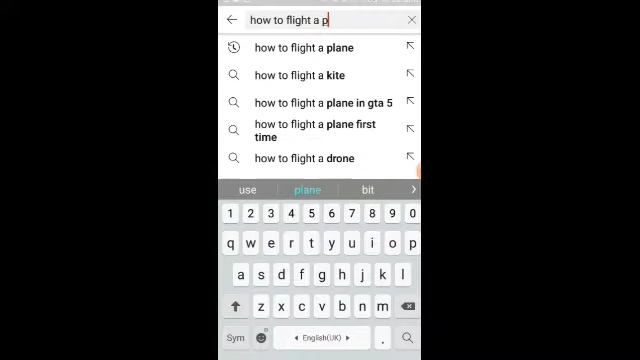 how to flight a p
how to flight a plane
how to flight a kite
how to flight a plane in gta 5
how to flight a plane first
time
how to flight a drone
use plane bit
1 2 3 4 5 6 7 8 9 0
q w e r t y u i o p
a s d f g h j k l
z x c v b n m
Sym English(UK) .